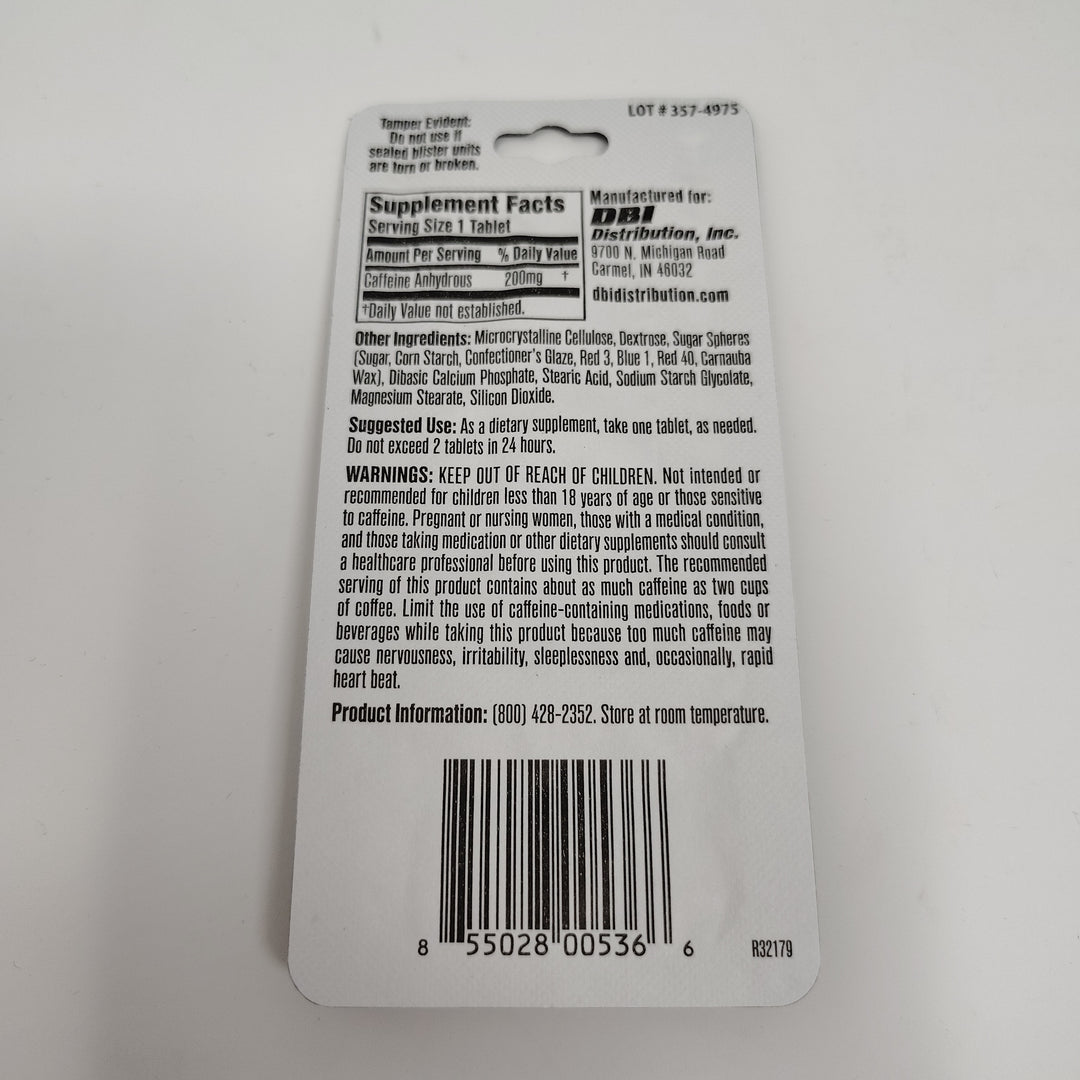 Tamper Evident:
Do not use if
sealed blister units
are torn or broken.
LOT # 357-4975
Supplement Facts
Serving Size 1 Tablet
Amount Per Serving % Daily Value
Caffeine Anhydrous 200mg †
†Daily Value not established.
Manufactured for:
DBI
Distribution, Inc.
9700 N. Michigan Road
Carmel, IN 46032
dbidistribution.com
Other Ingredients: Microcrystalline Cellulose, Dextrose, Sugar Spheres
(Sugar, Corn Starch, Confectioner's Glaze, Red 3, Blue 1, Red 40, Carnauba
Wax), Dibasic Calcium Phosphate, Stearic Acid, Sodium Starch Glycolate,
Magnesium Stearate, Silicon Dioxide.
Suggested Use: As a dietary supplement, take one tablet, as needed.
Do not exceed 2 tablets in 24 hours.
WARNINGS: KEEP OUT OF REACH OF CHILDREN. Not intended or
recommended for children less than 18 years of age or those sensitive
to caffeine. Pregnant or nursing women, those with a medical condition,
and those taking medication or other dietary supplements should consult
a healthcare professional before using this product. The recommended
serving of this product contains about as much caffeine as two cups
of coffee. Limit the use of caffeine-containing medications, foods or
beverages while taking this product because too much caffeine may
cause nervousness, irritability, sleeplessness and, occasionally, rapid
heart beat.
Product Information: (800) 428-2352. Store at room temperature.
8 55028 00536 6
R32179